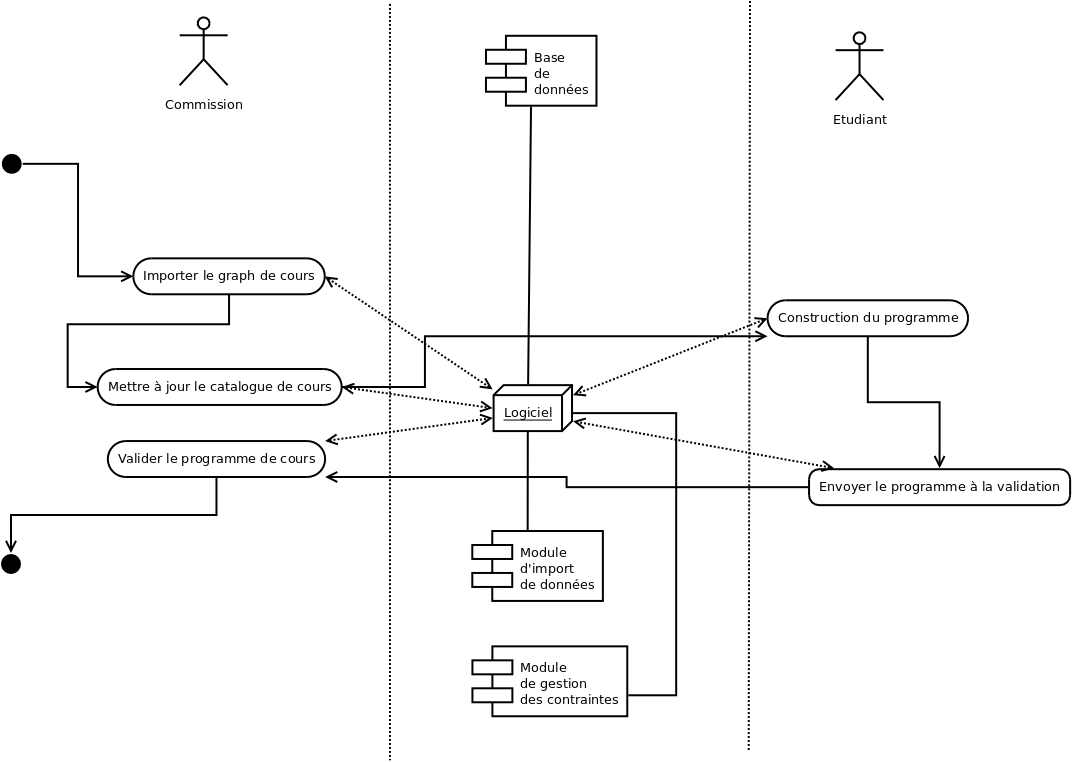 Base
de
données
Commission
Etudiant
Importer le graph de cours
Construction du programme
Mettre à jour le catalogue de cours
Logiciel
Valider le programme de cours
Envoyer le programme à la validation
Module
d'import
de données
Module
de gestion
des contraintes